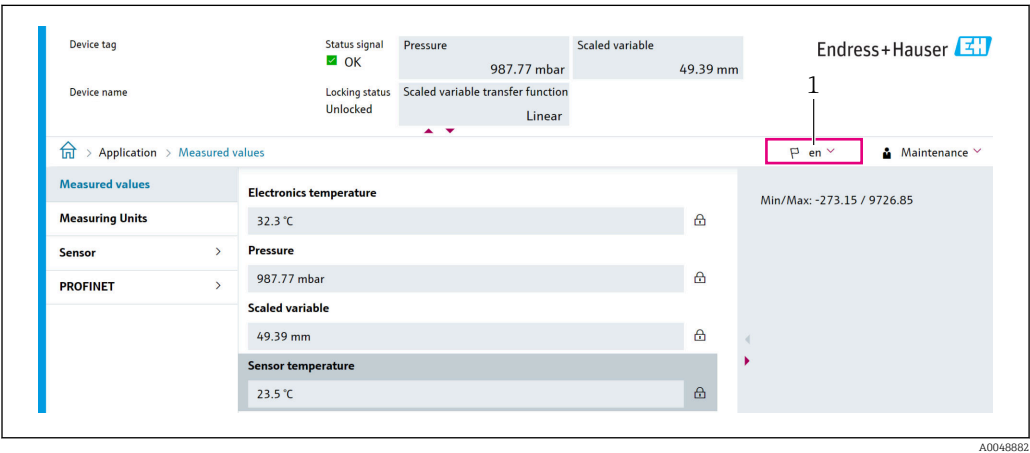 Device tag
Status signal
OK
Pressure
987.77 mbar
Scaled variable
49.39 mm
Endress+Hauser EH
Device name
Locking status
Unlocked
Scaled variable transfer function
Linear
1
> Application > Measured values
en
Maintenance
Measured values
Measuring Units
Sensor >
PROFINET >
Electronics temperature
32.3 °C
Pressure
987.77 mbar
Scaled variable
49.39 mm
Sensor temperature
23.5 °C
Min/Max: -273.15 / 9726.85
A0048882